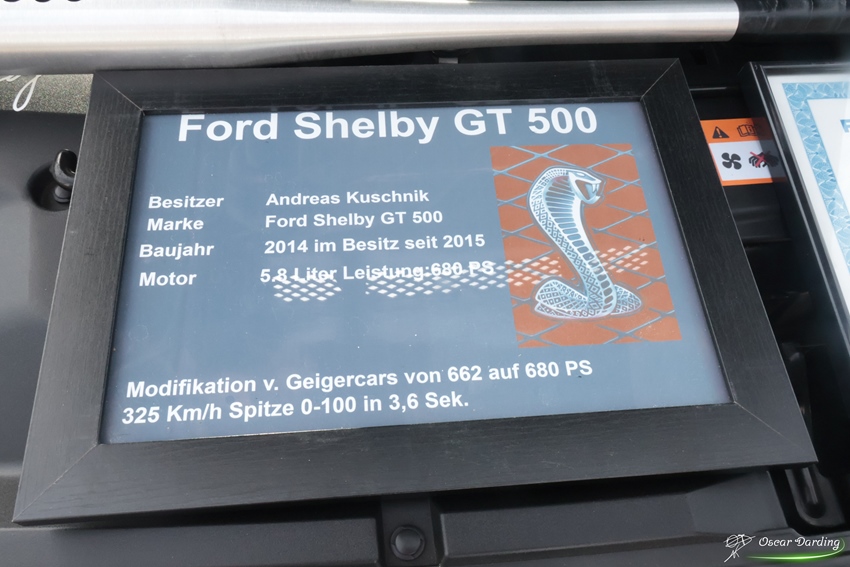 Ford Shelby GT 500
Besitzer Andreas Kuschnik
Marke Ford Shelby GT 500
Baujahr 2014 im Besitz seit 2015
Motor 5,8 Liter Leistung 680 PS
Modifikation v. Geigercars von 662 auf 680 PS
325 Km/h Spitze 0-100 in 3,6 Sek.
Oscar Darding